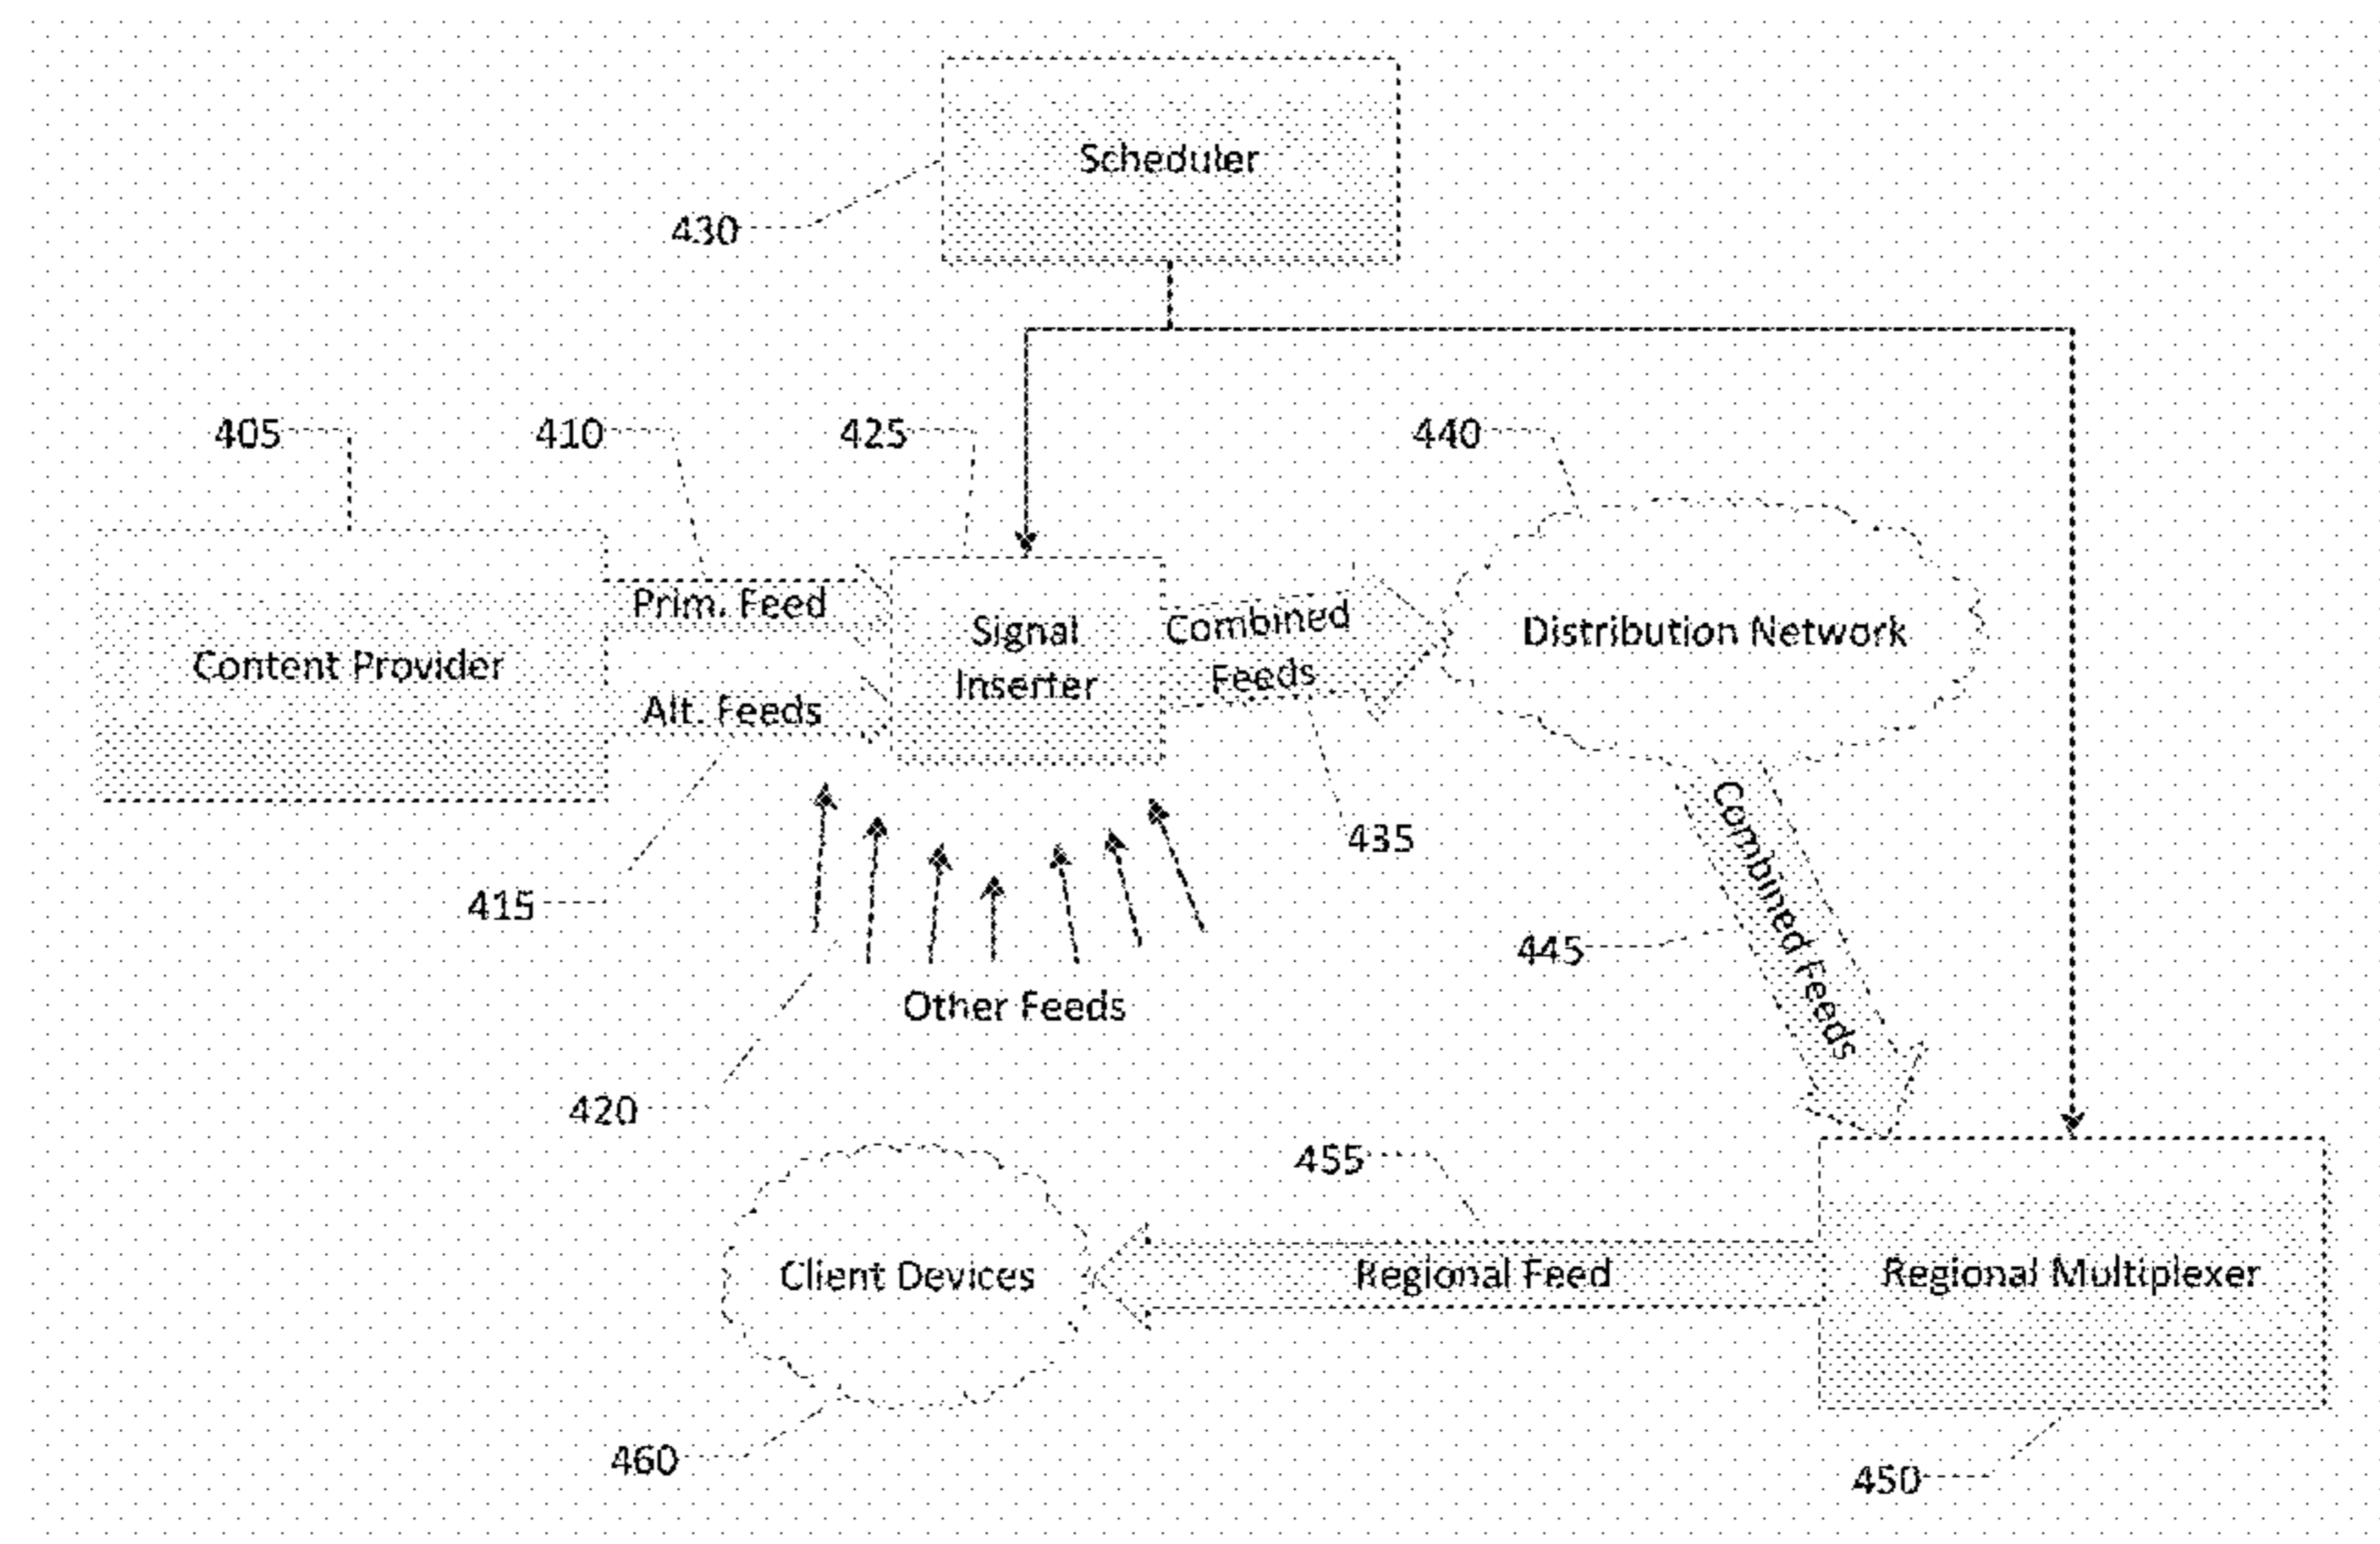 Scheduler
430
405
410
425
440
Prim. Feed
Content Provider
Alt. Feeds
Signal
Inserter
Combined
Feeds
Distribution Network
435
415
Combined Feeds
445
Other Feeds
420
455
Client Devices
Regional Feed
Regional Multiplexer
460
450